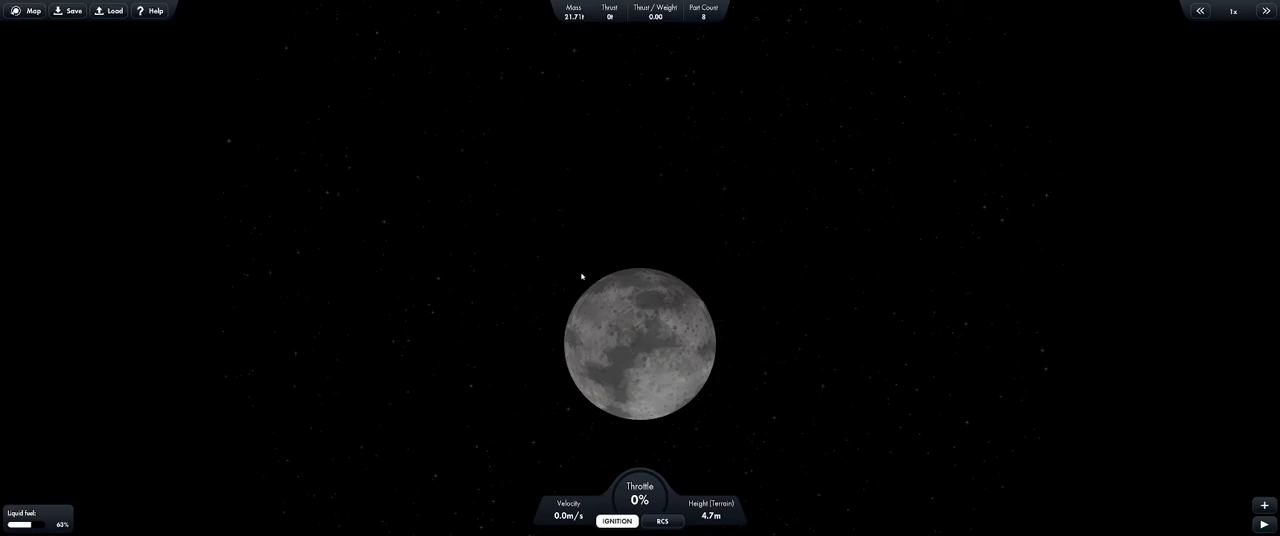 Map Save Load Help
Mass Thrust Thrust / Weight Part Count
21.71t 0t 0.00 8
1x
Throttle
0%
Velocity
0.0m/s
Height (Terrain)
4.7m
IGNITION RCS
Liquid fuel:
63%